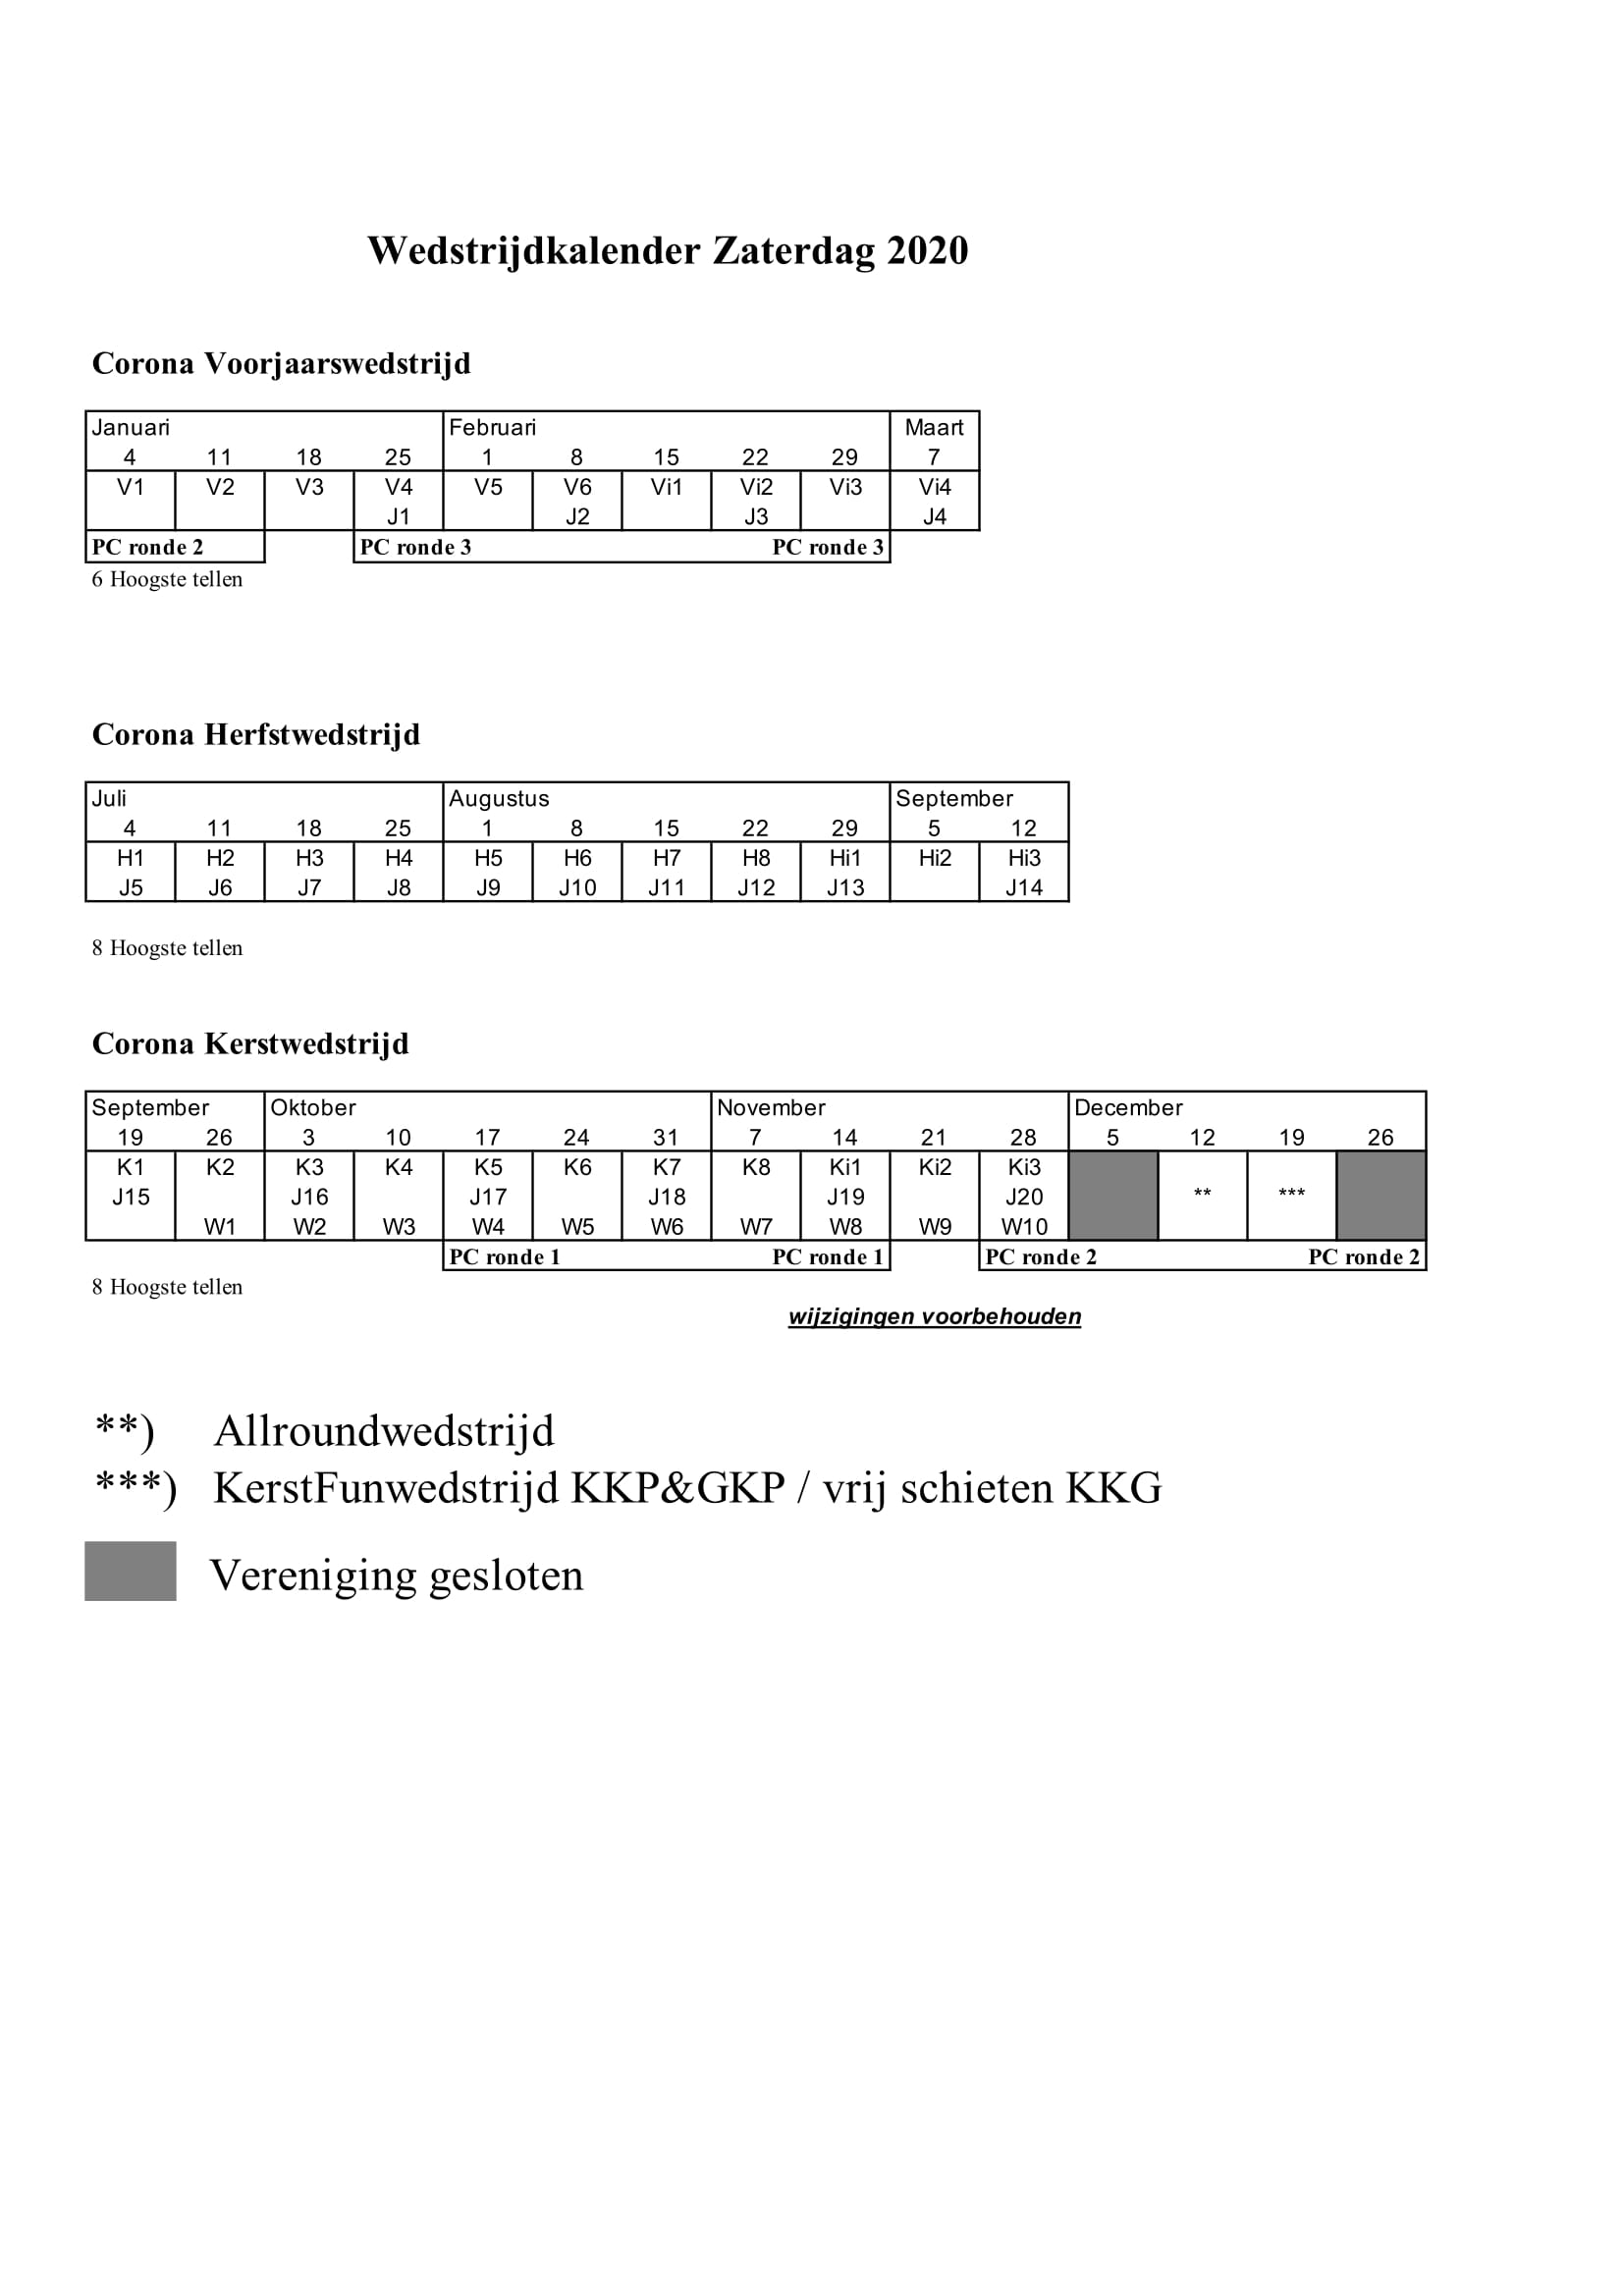 Wedstrijdkalender Zaterdag 2020
Corona Voorjaarswedstrijd
Januari Februari Maart
4 11 18 25 1 8 15 22 29 7
V1 V2 V3 V4 V5 V6 Vi1 Vi2 Vi3 Vi4
J1 J2 J3 J4
PC ronde 2 PC ronde 3 PC ronde 3
6 Hoogste tellen
Corona Herfstwedstrijd
Juli Augustus September
4 11 18 25 1 8 15 22 29 5 12
H1 H2 H3 H4 H5 H6 H7 H8 Hi1 Hi2 Hi3
J5 J6 J7 J8 J9 J10 J11 J12 J13 J14
8 Hoogste tellen
Corona Kerstwedstrijd
September Oktober November December
19 26 3 10 17 24 31 7 14 21 28 5 12 19 26
K1 K2 K3 K4 K5 K6 K7 K8 Ki1 Ki2 Ki3
J15 J16 J17 J18 J19 J20 ** ***
W1 W2 W3 W4 W5 W6 W7 W8 W9 W10
PC ronde 1 PC ronde 1 PC ronde 2 PC ronde 2
8 Hoogste tellen
wijzigingen voorbehouden
**) Allroundwedstrijd
***) KerstFunwedstrijd KKP&GKP / vrij schieten KKG
Vereniging gesloten